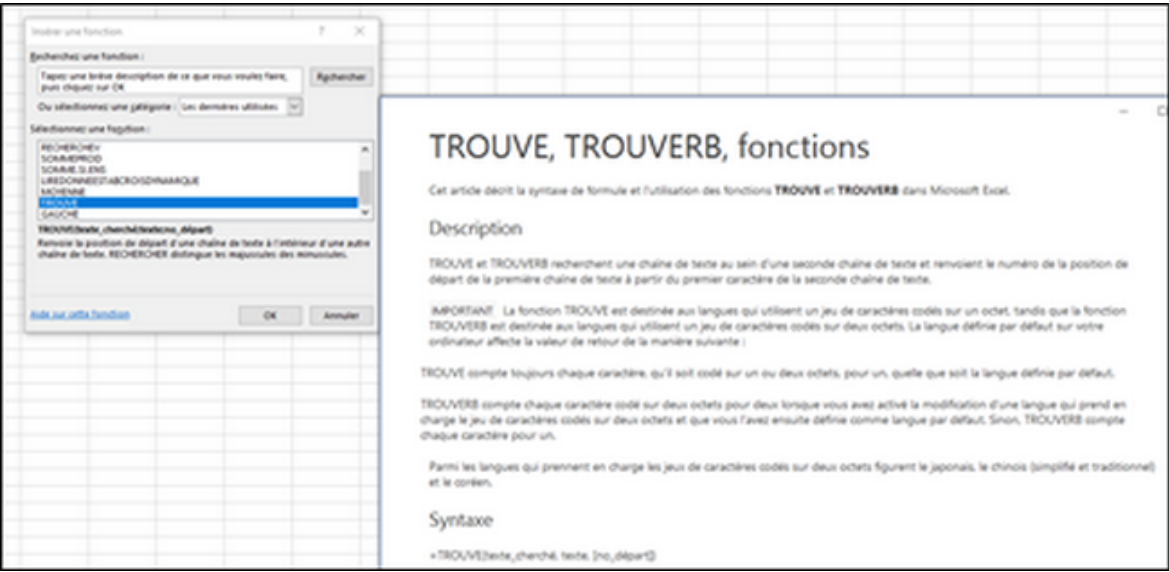 Insérer une fonction
? ×
Recherchez une fonction :
Tapez une brève description de ce que vous voulez faire,
puis cliquez sur OK
Rechercher
Ou sélectionnez une catégorie : Les dernières utilisées
Sélectionnez une fonction :
RECHERCHEV
SOMMEPROD
SOMME.SI.ENS
LIREDONNEESTABCROISDYNAMIQUE
MOYENNE
TROUVE
GAUCHE
TROUVE(texte_cherché;texte;no_départ)
Renvoie la position de départ d'une chaîne de texte à l'intérieur d'une autre
chaîne de texte. RECHERCHER distingue les majuscules des minuscules.
Aide sur cette fonction
OK
Annuler
TROUVE, TROUVERB, fonctions
Cet article décrit la syntaxe de formule et l'utilisation des fonctions TROUVE et TROUVERB dans Microsoft Excel.
Description
TROUVE et TROUVERB recherchent une chaîne de texte au sein d'une seconde chaîne de texte et renvoient le numéro de la position de
départ de la première chaîne de texte à partir du premier caractère de la seconde chaîne de texte.
IMPORTANT La fonction TROUVE est destinée aux langues qui utilisent un jeu de caractères codés sur un octet, tandis que la fonction
TROUVERB est destinée aux langues qui utilisent un jeu de caractères codés sur deux octets. La langue définie par défaut sur votre
ordinateur affecte la valeur de retour de la manière suivante :
TROUVE compte toujours chaque caractère, qu'il soit codé sur un ou deux octets, pour un, quelle que soit la langue définie par défaut.
TROUVERB compte chaque caractère codé sur deux octets pour deux lorsque vous avez activé la modification d'une langue qui prend en
charge le jeu de caractères codés sur deux octets et que vous l'avez ensuite définie comme langue par défaut. Sinon, TROUVERB compte
chaque caractère pour un.
Parmi les langues qui prennent en charge les jeux de caractères codés sur deux octets figurent le japonais, le chinois (simplifié et traditionnel)
et le coréen.
Syntaxe
=TROUVE(texte_cherché, texte, [no_départ])